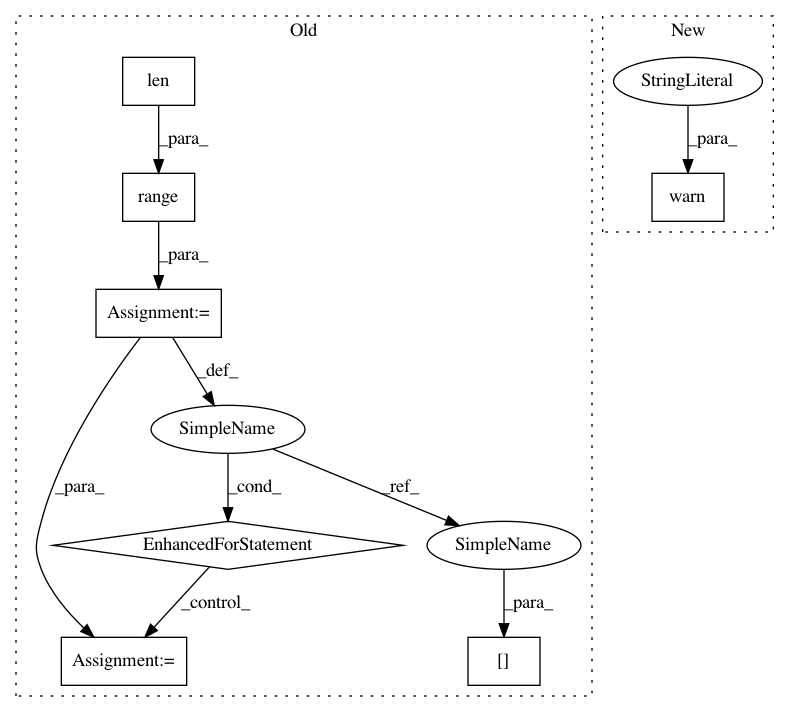 Old
New
len
StringLiteral
_para_
_para_
range
warn
_para_
Assignment:=
_def_
SimpleName
_para_
_cond_
_ref_
EnhancedForStatement
SimpleName
_control_
_para_
Assignment:=
[]